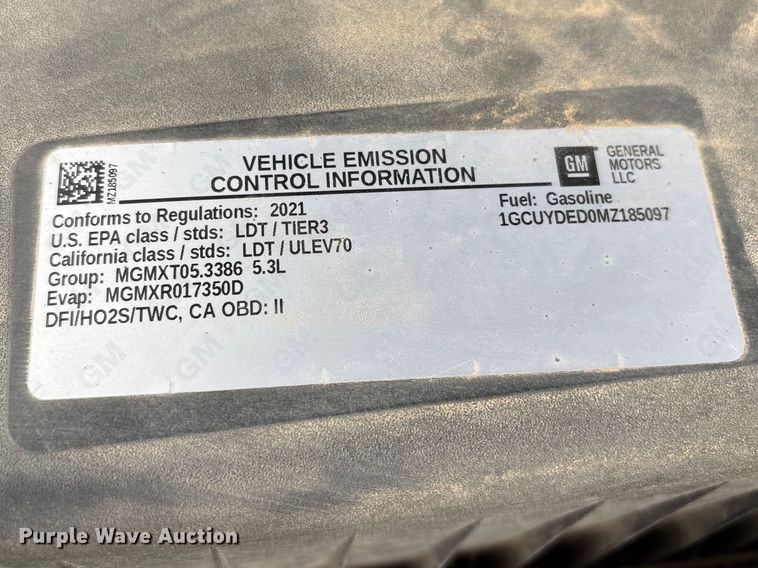 VEHICLE EMISSION
CONTROL INFORMATION
MZ185097
GM
GENERAL
MOTORS
LLC
Conforms to Regulations: 2021
U.S. EPA class / stds: LDT / TIER3
California class / stds: LDT / ULEV70
Group: MGMXT05.3386 5.3L
Evap: MGMXR017350D
DFI/HO2S/TWC, CA OBD: II
Fuel: Gasoline
1GCUYDED0MZ185097
Purple Wave Auction